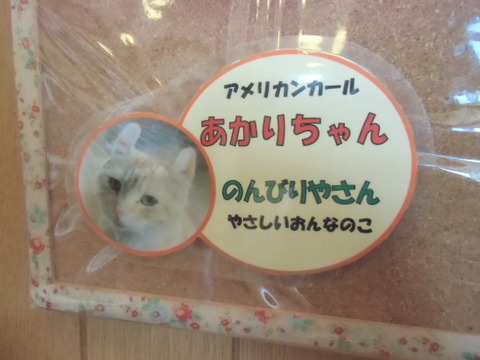 アメリカンカール
あかりちゃん
のんびりやさん
やさしいおんなのこ